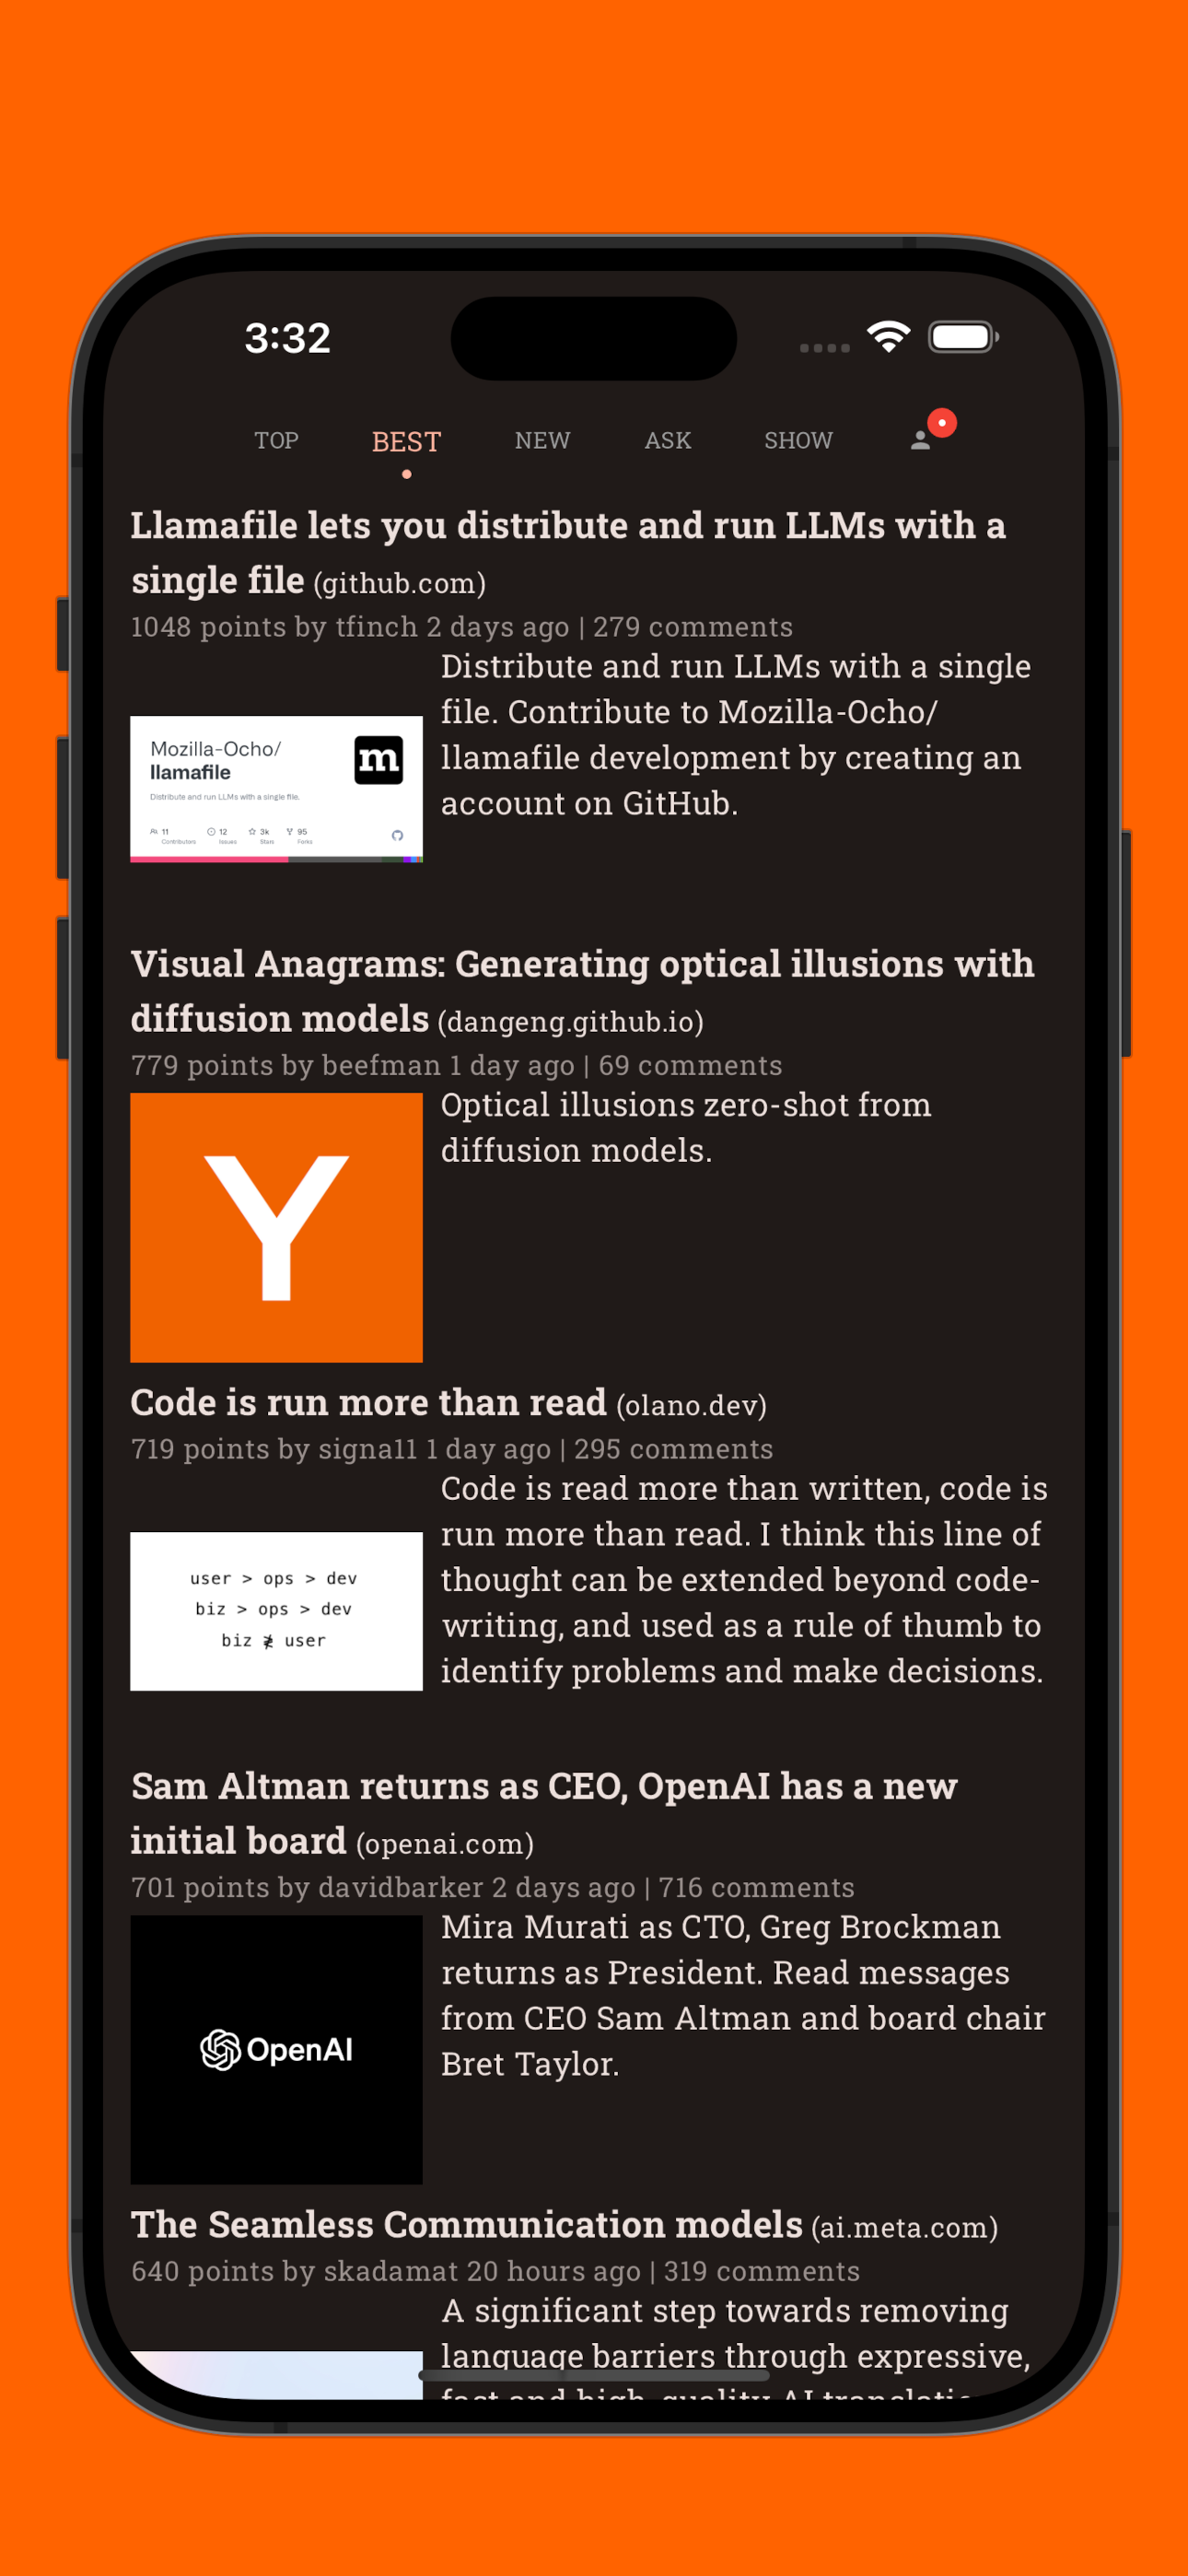 3:32
TOP BEST NEW ASK SHOW
Llamafile lets you distribute and run LLMs with a
single file (github.com)
1048 points by tfinch 2 days ago | 279 comments
Distribute and run LLMs with a single
file. Contribute to Mozilla-Ocho/
llamafile development by creating an
account on GitHub.
Mozilla-Ocho/
llamafile
m
Distribute and run LLMs with a single file.
11 12 3k 95
Contributors Issues Stars Forks
Visual Anagrams: Generating optical illusions with
diffusion models (dangeng.github.io)
779 points by beefman 1 day ago | 69 comments
Y
Optical illusions zero-shot from
diffusion models.
Code is run more than read (olano.dev)
719 points by signa11 1 day ago | 295 comments
Code is read more than written, code is
run more than read. I think this line of
thought can be extended beyond code-
writing, and used as a rule of thumb to
identify problems and make decisions.
user > ops > dev
biz > ops > dev
biz ≹ user
Sam Altman returns as CEO, OpenAI has a new
initial board (openai.com)
701 points by davidbarker 2 days ago | 716 comments
Mira Murati as CTO, Greg Brockman
returns as President. Read messages
from CEO Sam Altman and board chair
Bret Taylor.
OpenAI
The Seamless Communication models (ai.meta.com)
640 points by skadamat 20 hours ago | 319 comments
A significant step towards removing
language barriers through expressive,
fast and high-quality AI